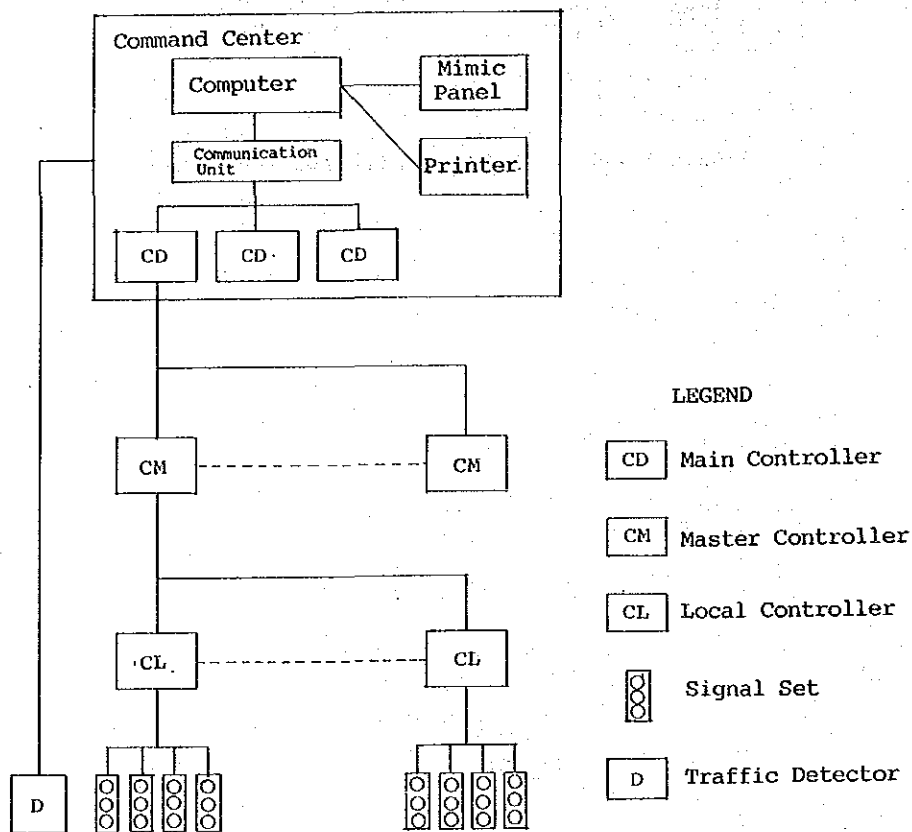 Command Center
Computer
Mimic
Panel
Communication
Unit
Printer
CD
CD
CD
LEGEND
CM
CM
CD Main Controller
CM Master Controller
CL Local Controller
CL
CL
Signal Set
D
D Traffic Detector